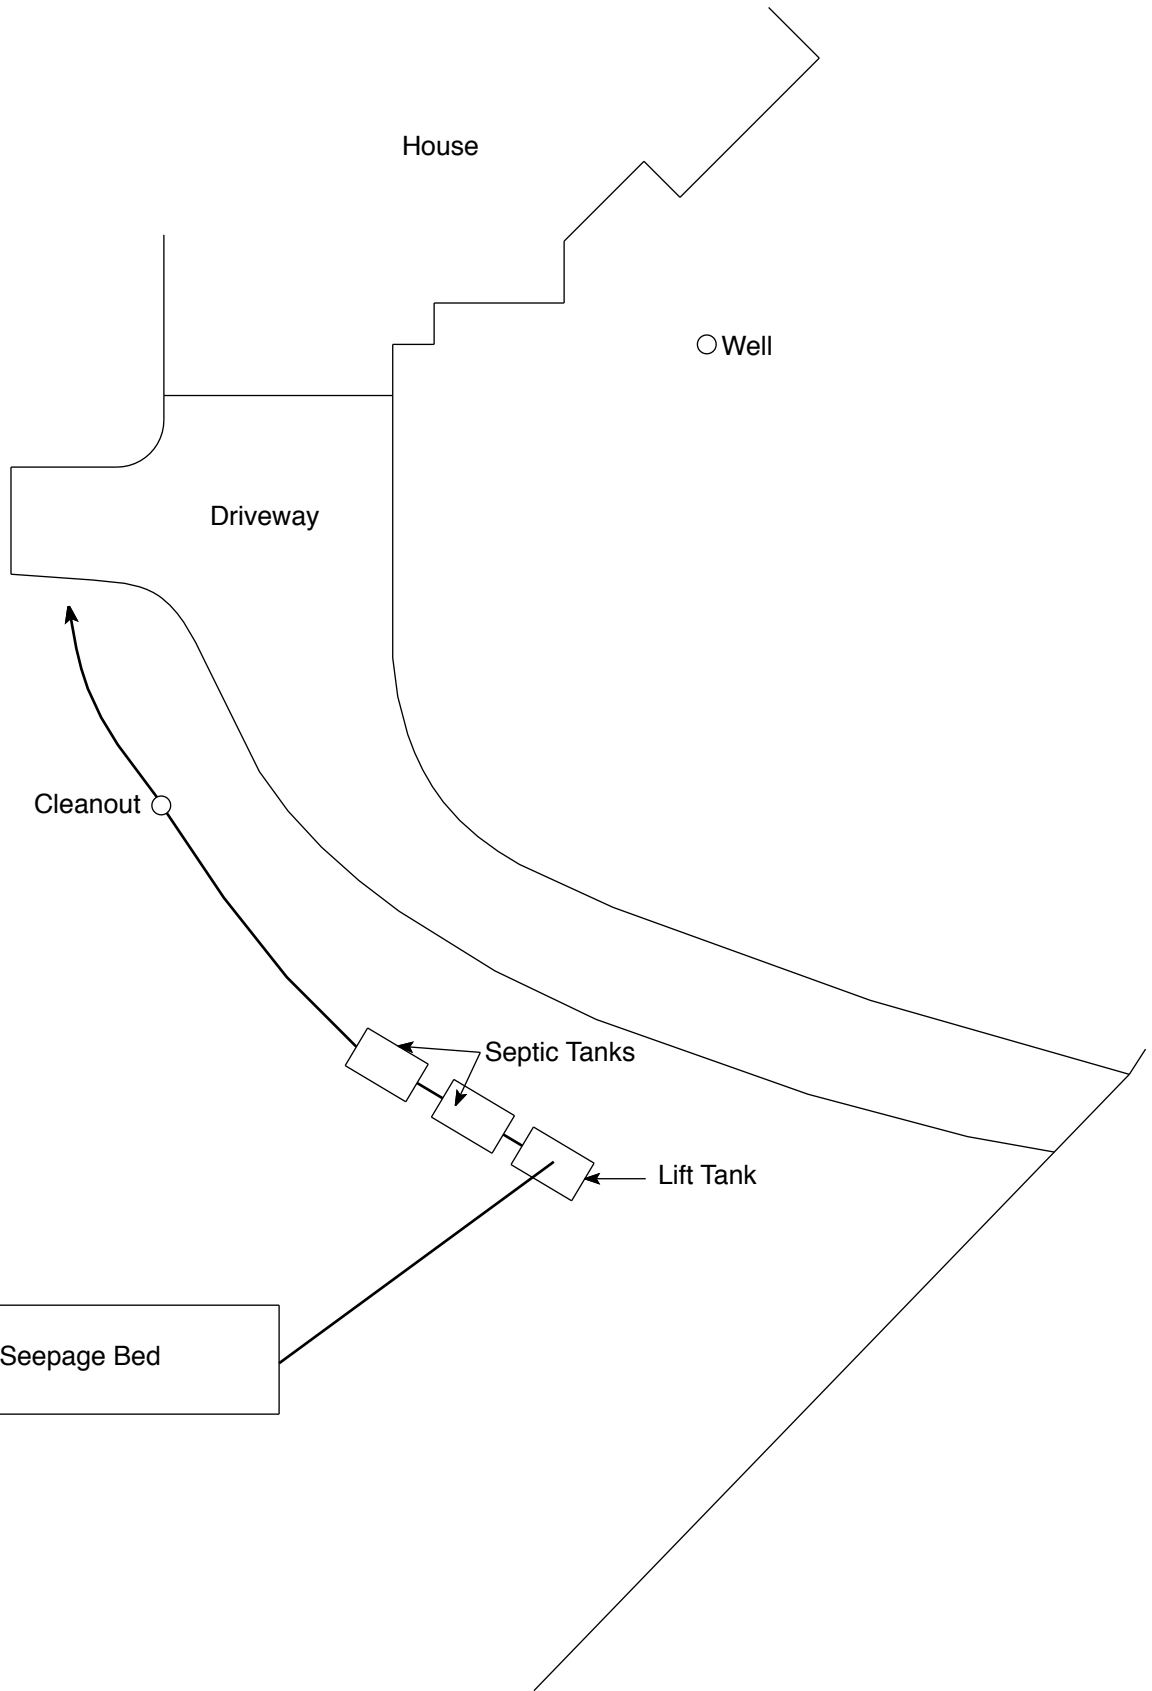 House
Well
Driveway
Cleanout
Septic Tanks
Lift Tank
Seepage Bed